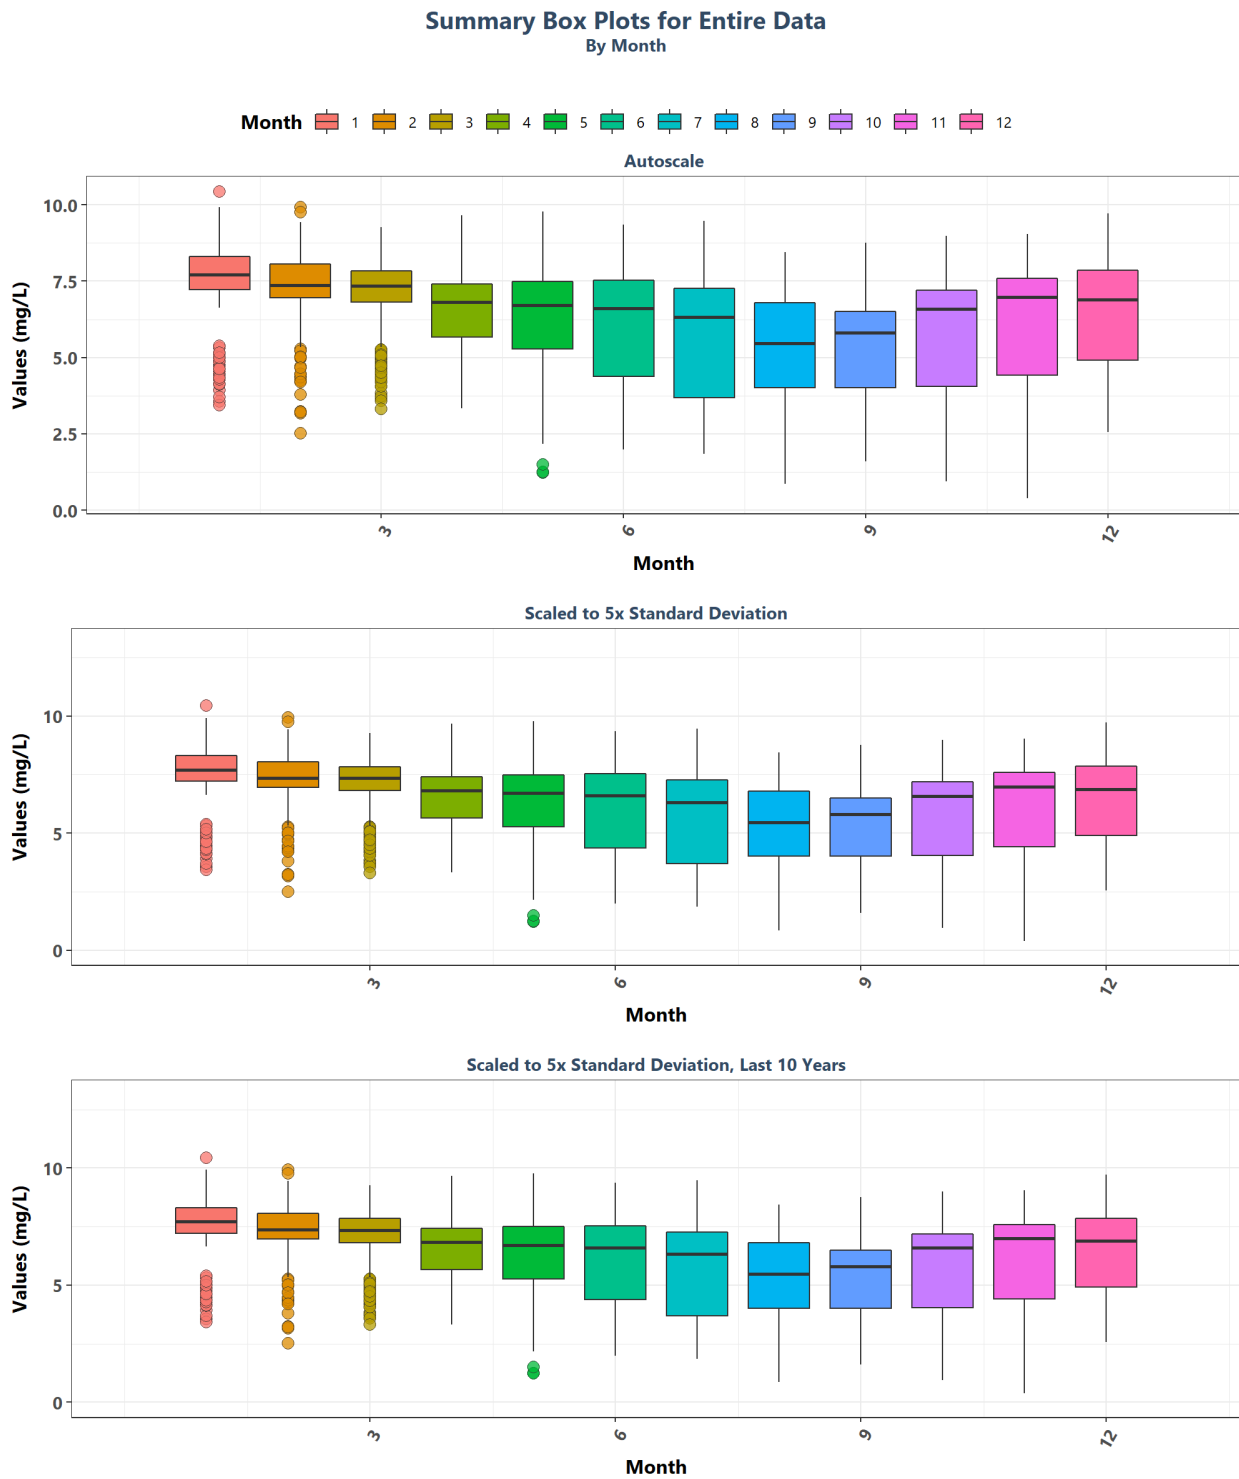 Summary Box Plots for Entire Data
By Month
Month 1 2 3 4 5 6 7 8 9 10 11 12
Autoscale
Values (mg/L)
10.0
7.5
5.0
2.5
0.0
3 6 9 12
Month
Scaled to 5x Standard Deviation
Values (mg/L)
10
5
0
3 6 9 12
Month
Scaled to 5x Standard Deviation, Last 10 Years
Values (mg/L)
10
5
0
3 6 9 12
Month